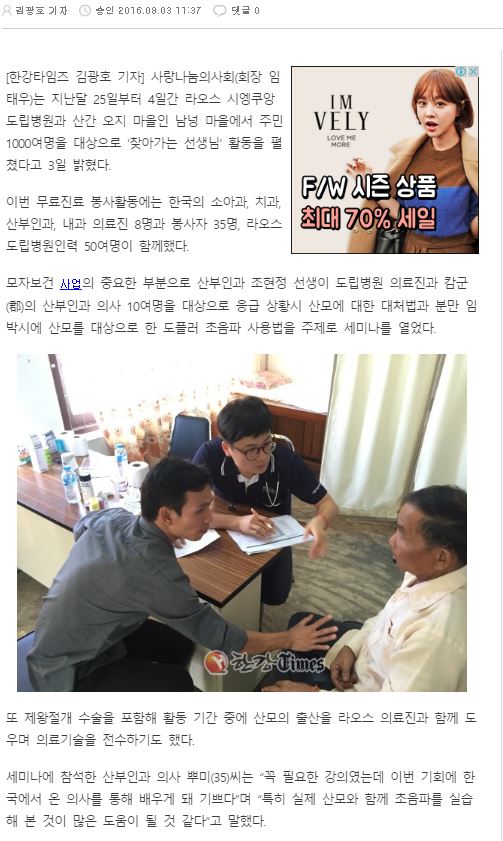 김광호 기자 승인 2016.09.03 11:37 댓글 0
[한강타임즈 김광호 기자] 사랑나눔의사회(회장 임
태우)는 지난달 25일부터 4일간 라오스 시엥쿠앙
도립병원과 산간 오지 마을인 남넝 마을에서 주민
1000여명을 대상으로 '찾아가는 선생님' 활동을 펼
쳤다고 3일 밝혔다.
이번 무료진료 봉사활동에는 한국의 소아과, 치과,
산부인과, 내과 의료진 8명과 봉사자 35명, 라오스
도립병원인력 50여명이 함께했다.
IM
VELY
LOVE ME
MORE
F/W 시즌 상품
최대 70% 세일
모자보건 사업의 중요한 부분으로 산부인과 조현정 선생이 도립병원 의료진과 캄군
(郡)의 산부인과 의사 10여명을 대상으로 응급 상황시 산모에 대한 대처법과 분만 임
박시에 산모를 대상으로 한 도플러 초음파 사용법을 주제로 세미나를 열었다.
한강Times
또 제왕절개 수술을 포함해 활동 기간 중에 산모의 출산을 라오스 의료진과 함께 도
우며 의료기술을 전수하기도 했다.
세미나에 참석한 산부인과 의사 뿌미(35)씨는 "꼭 필요한 강의였는데 이번 기회에 한
국에서 온 의사를 통해 배우게 돼 기쁘다"며 "특히 실제 산모와 함께 초음파를 실습
해 본 것이 많은 도움이 될 것 같다"고 말했다.